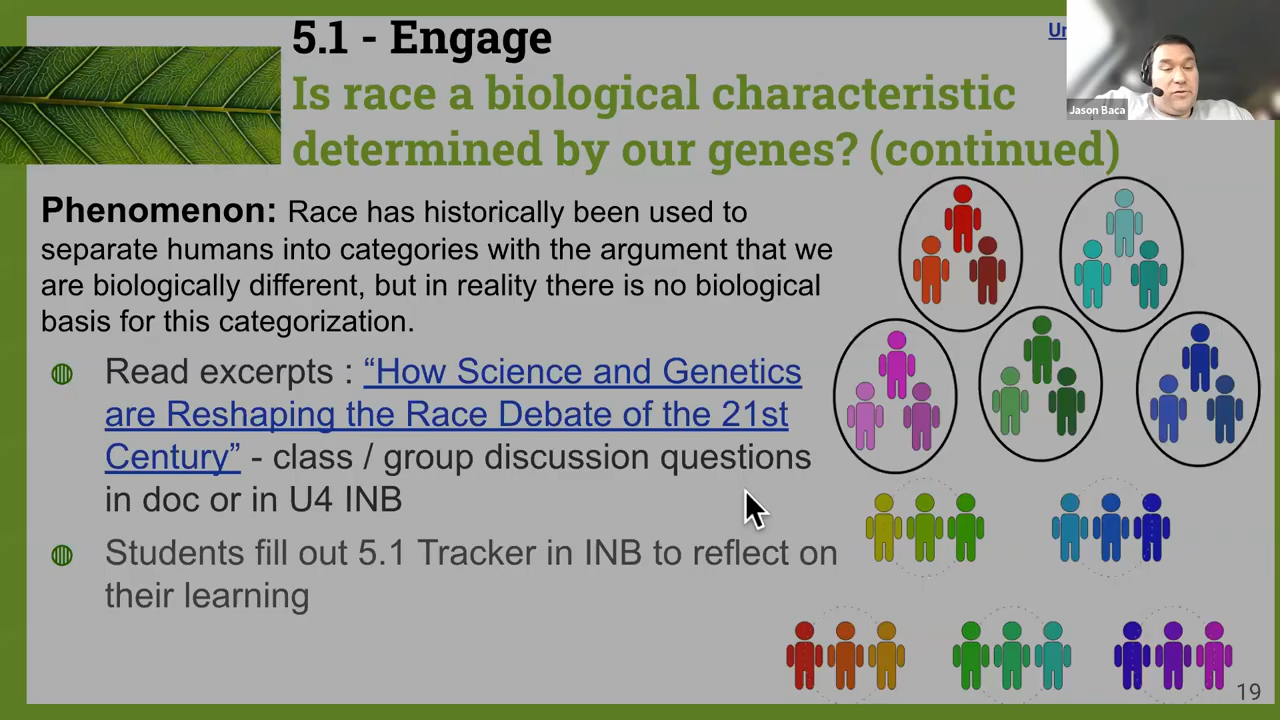 5.1 - Engage
Is race a biological characteristic
determined by our genes? (continued)
Jason Baca
Phenomenon: Race has historically been used to
separate humans into categories with the argument that we
are biologically different, but in reality there is no biological
basis for this categorization.
Read excerpts : “How Science and Genetics
are Reshaping the Race Debate of the 21st
Century” - class / group discussion questions
in doc or in U4 INB
Students fill out 5.1 Tracker in INB to reflect on
their learning
19